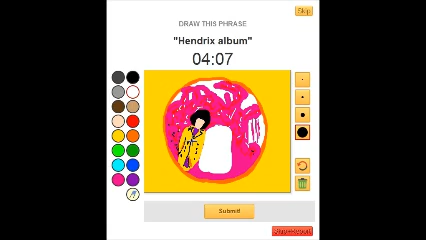 Skip
DRAW THIS PHRASE
"Hendrix album"
04:07
Submit!